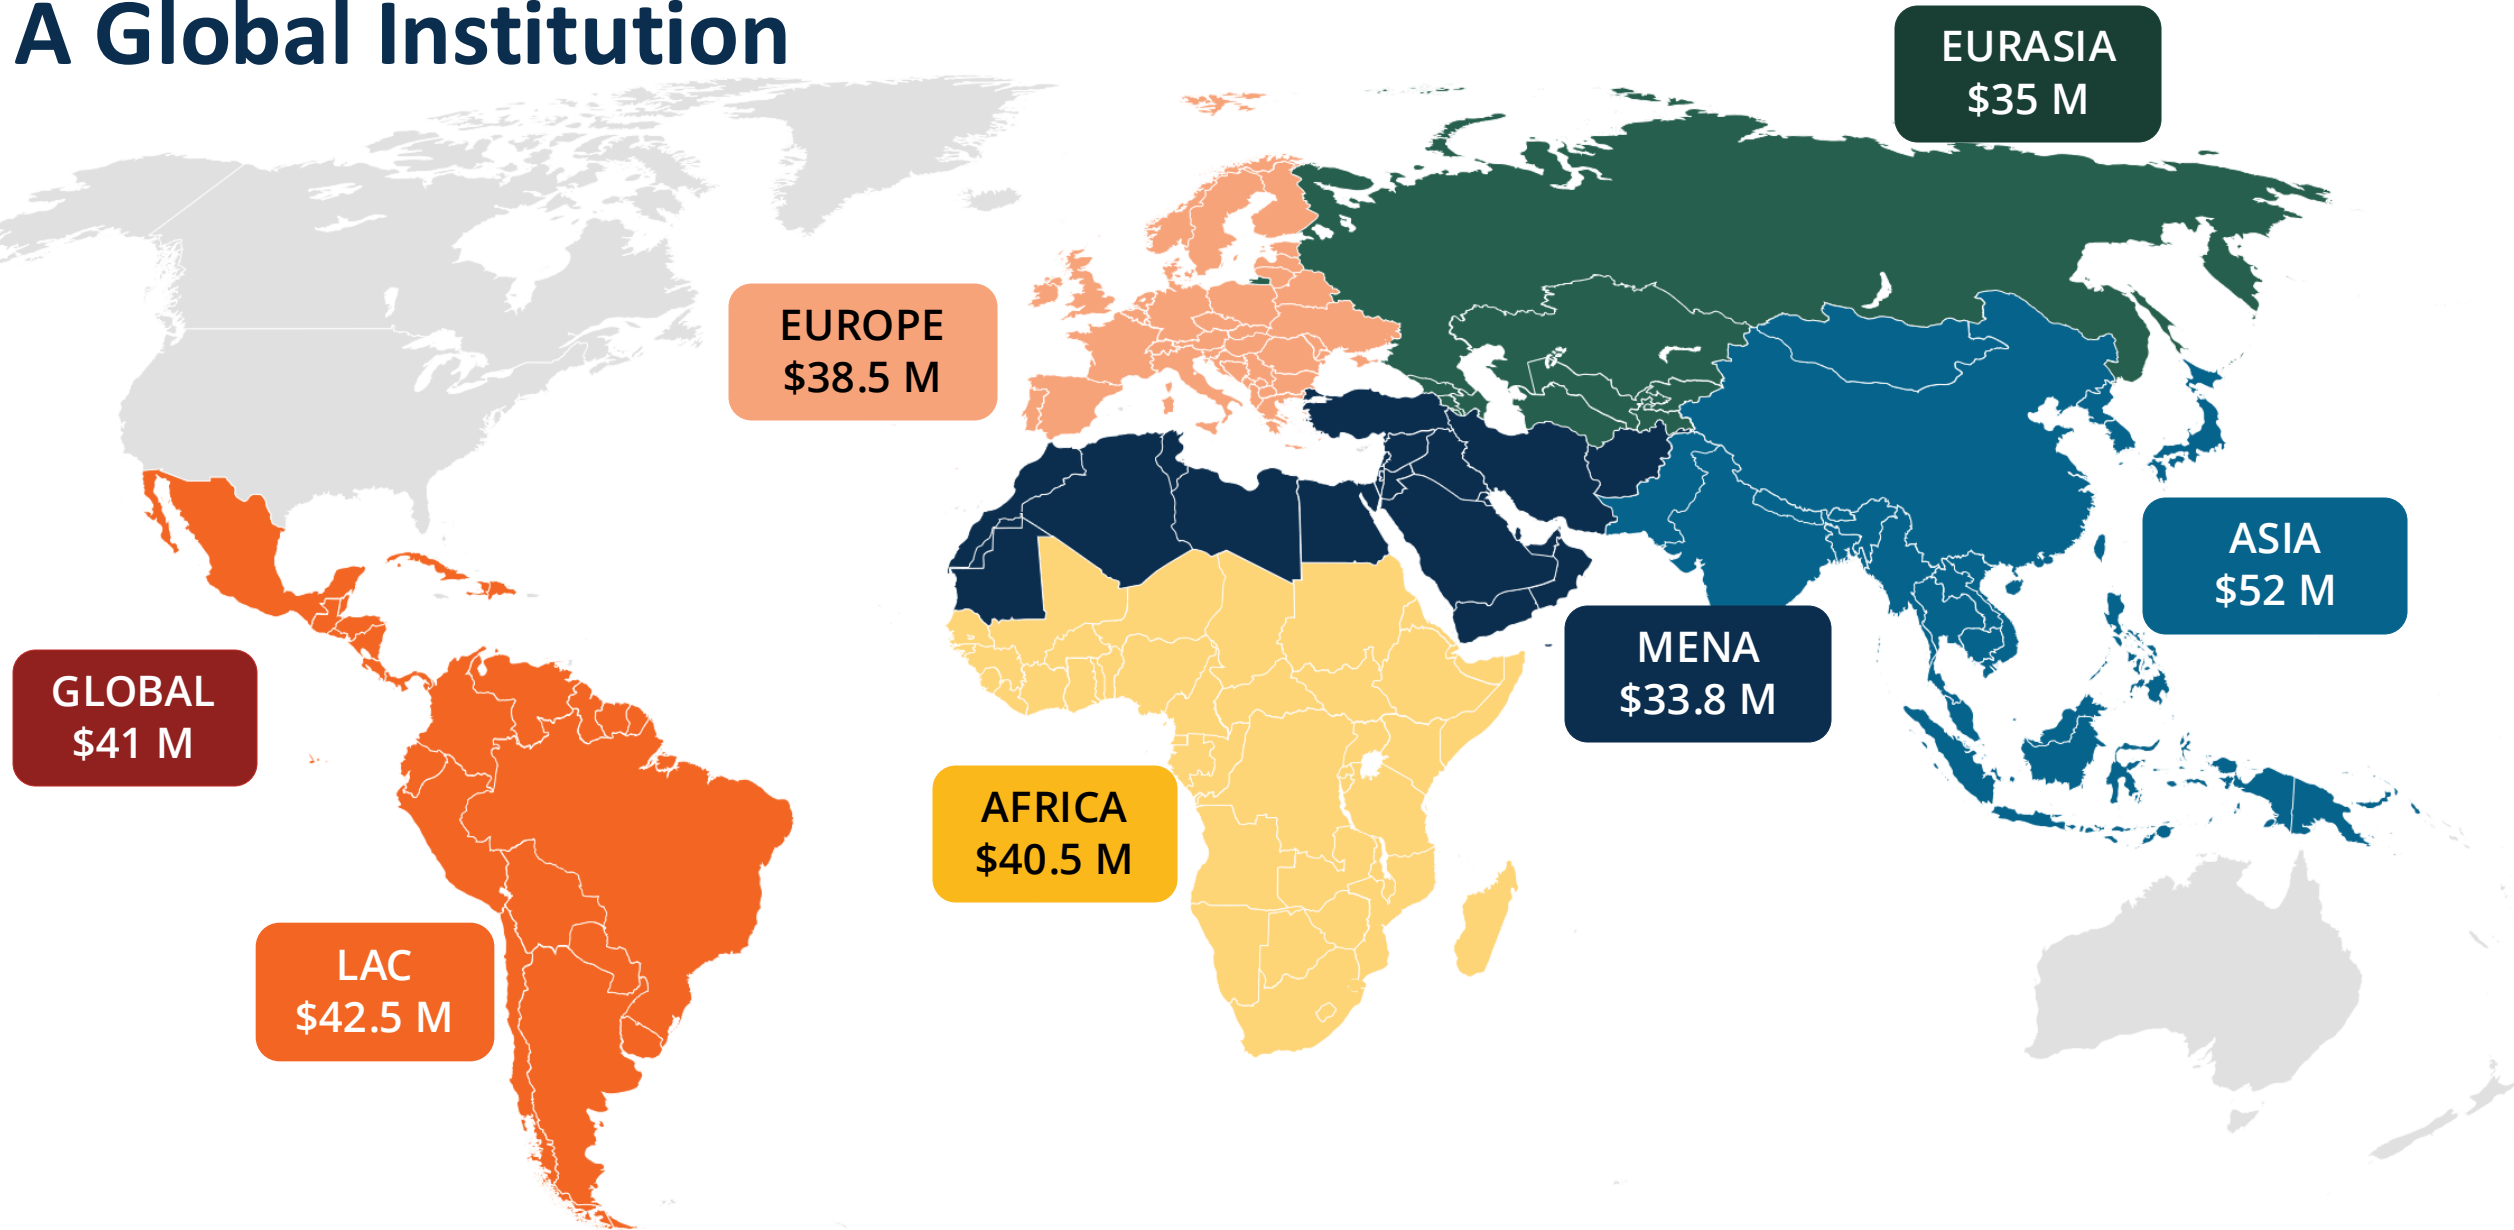 A Global Institution
EURASIA
$35 M
EUROPE
$38.5 M
ASIA
$52 M
MENA
$33.8 M
GLOBAL
$41 M
AFRICA
$40.5 M
LAC
$42.5 M